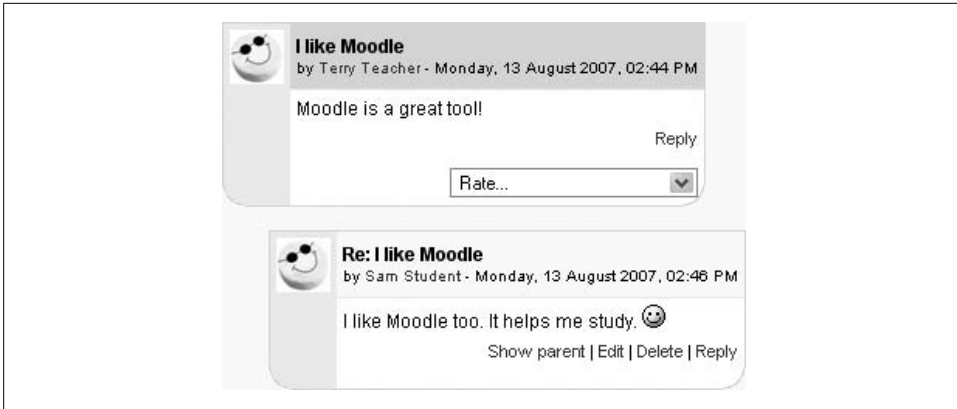 I like Moodle
by Terry Teacher - Monday, 13 August 2007, 02:44 PM
Moodle is a great tool!
Reply
Rate...
Re: I like Moodle
by Sam Student - Monday, 13 August 2007, 02:46 PM
I like Moodle too. It helps me study.
Show parent | Edit | Delete | Reply